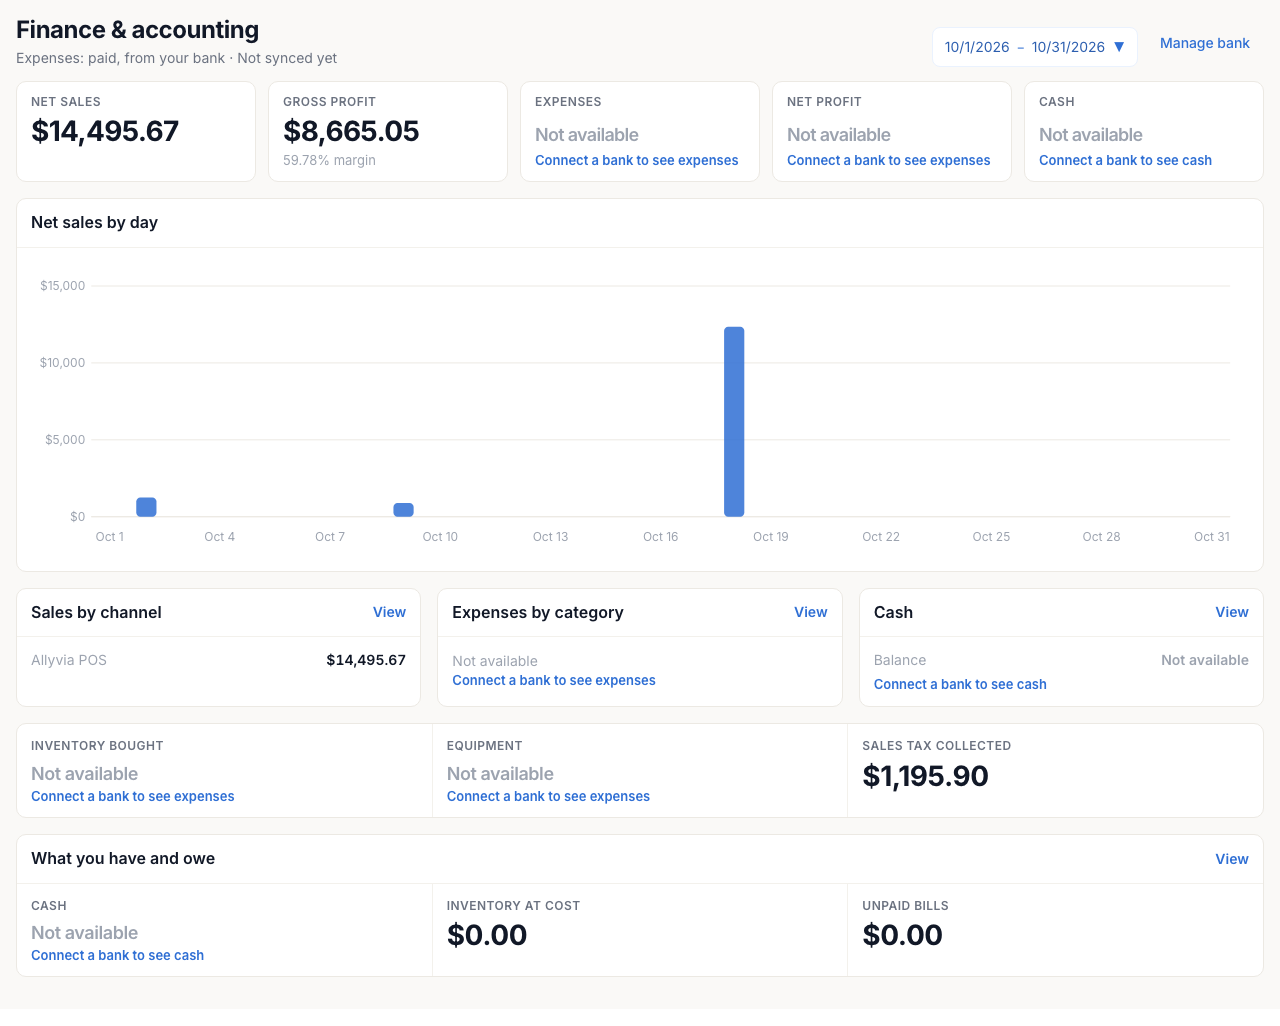 Finance & accounting
Expenses: paid, from your bank · Not synced yet
10/1/2026 – 10/31/2026 ▼
Manage bank
NET SALES
$14,495.67
GROSS PROFIT
$8,665.05
59.78% margin
EXPENSES
Not available
Connect a bank to see expenses
NET PROFIT
Not available
Connect a bank to see expenses
CASH
Not available
Connect a bank to see cash
Net sales by day
$15,000
$10,000
$5,000
$0
Oct 1 Oct 4 Oct 7 Oct 10 Oct 13 Oct 16 Oct 19 Oct 22 Oct 25 Oct 28 Oct 31
Sales by channel View
Allyvia POS $14,495.67
Expenses by category View
Not available
Connect a bank to see expenses
Cash View
Balance Not available
Connect a bank to see cash
INVENTORY BOUGHT
Not available
Connect a bank to see expenses
EQUIPMENT
Not available
Connect a bank to see expenses
SALES TAX COLLECTED
$1,195.90
What you have and owe View
CASH
Not available
Connect a bank to see cash
INVENTORY AT COST
$0.00
UNPAID BILLS
$0.00